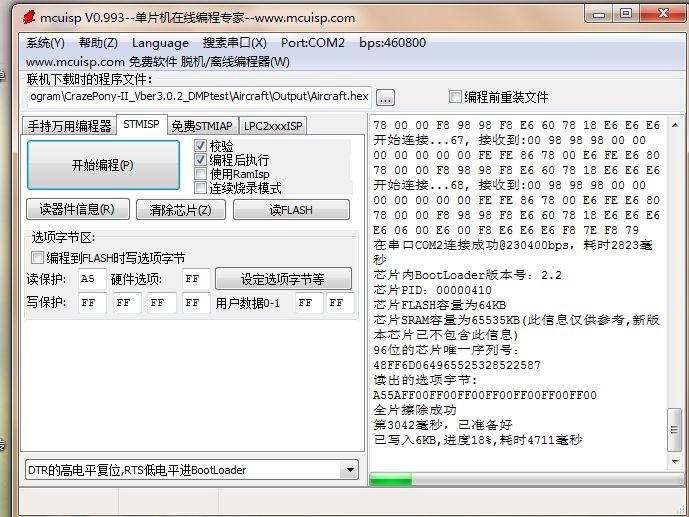 mcuisp V0.993--单片机在线编程专家--www.mcuisp.com
系统(Y) 帮助(Z) Language 搜索串口(X) Port:COM2 bps:460800
www.mcuisp.com 免费软件 脱机/离线编程器(W)
联机下载时的程序文件:
ogram\CrazePony-II_Vber3.0.2_DMPtest\Aircraft\Output\Aircraft.hex ... 编程前重装文件
手持万用编程器 STMISP 免费STMIAP LPC2xxxISP
开始编程(P)
校验
编程后执行
使用RamIsp
连续烧录模式
读器件信息(R) 清除芯片(Z) 读FLASH
选项字节区:
编程到FLASH时写选项字节
读保护: A5 硬件选项: FF 设定选项字节等
写保护: FF FF FF FF 用户数据0-1 FF FF
DTR的高电平复位,RTS低电平进BootLoader
78 00 00 F8 98 98 F8 E6 60 78 18 E6 E6 E6
开始连接...67, 接收到:00 98 98 98 00 00
00 00 00 00 00 FE FE 86 78 00 E6 FE E6 80
78 00 00 F8 98 98 F8 E6 60 78 18 E6 E6 E6
开始连接...68, 接收到:00 98 98 98 00 00
00 00 00 00 00 FE FE 86 78 00 E6 FE E6 80
78 00 00 F8 98 98 F8 E6 60 78 18 E6 E6 E6
E6 06 00 E6 00 F8 E6 E6 E6 F8 7E F8 79
在串口COM2连接成功@230400bps, 耗时2823毫
秒
芯片内BootLoader版本号: 2.2
芯片PID: 00000410
芯片FLASH容量为64KB
芯片SRAM容量为65535KB(此信息仅供参考,新版
本芯片已不包含此信息)
96位的芯片唯一序列号:
48FF6D064965525328522587
读出的选项字节:
A55AFF00FF00FF00FF00FF00FF00FF00
全片擦除成功
第3042毫秒, 已准备好
已写入6KB,进度18%,耗时4711毫秒